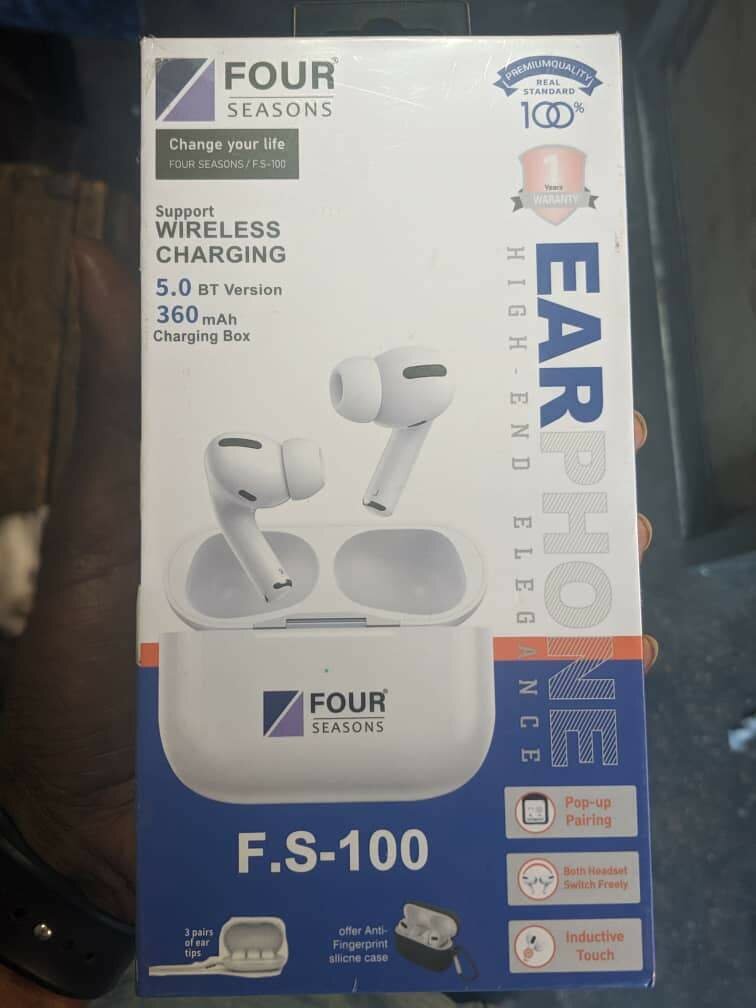 FOUR®
SEASONS
Change your life
FOUR SEASONS / F.S-100
Support
WIRELESS
CHARGING
5.0 BT Version
360 mAh
Charging Box
PREMIUMQUALITY
REAL
STANDARD
100%
1
Years
WARANTY
EARPHONE
HIGH-END ELEGANCE
FOUR®
SEASONS
F.S-100
3 pairs
of ear
tips
offer Anti-
Fingerprint
sllicne case
Pop-up
Pairing
Both Headset
Switch Freely
Inductive
Touch